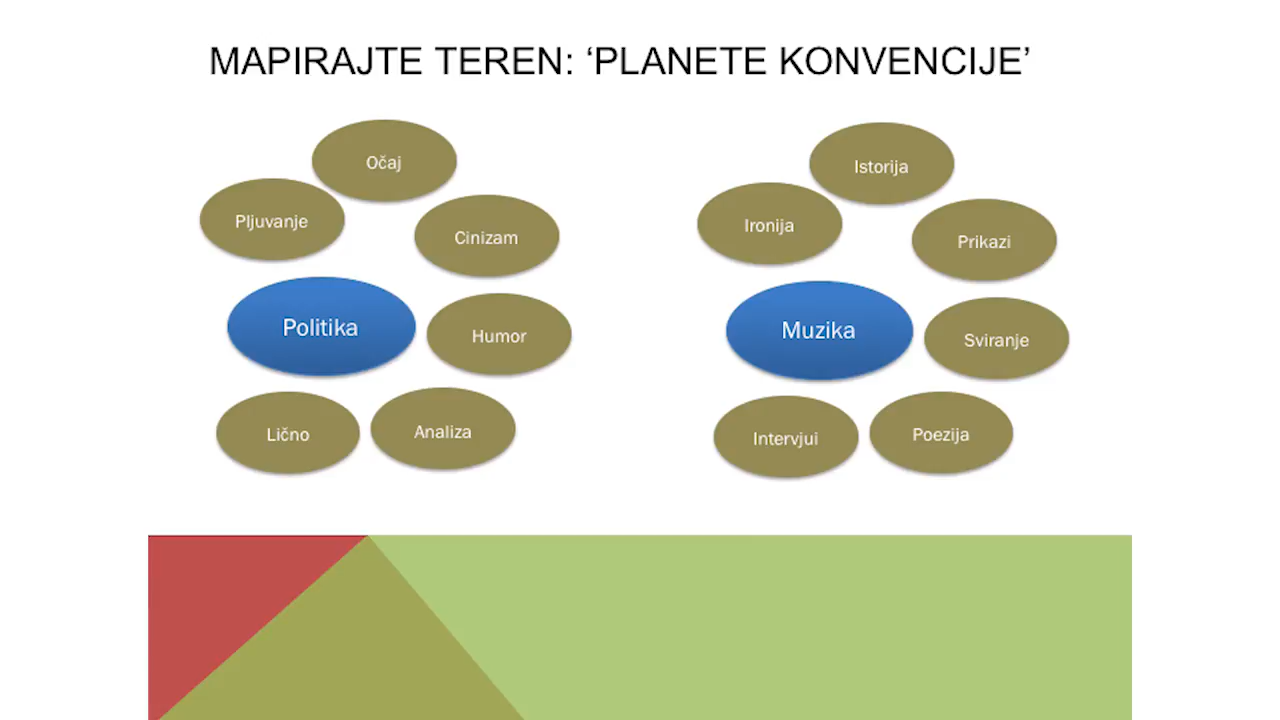 MAPIRAJTE TEREN: ‘PLANETE KONVENCIJE’
Očaj
Pljuvanje
Cinizam
Politika
Humor
Lično
Analiza
Istorija
Ironija
Prikazi
Muzika
Sviranje
Intervjui
Poezija